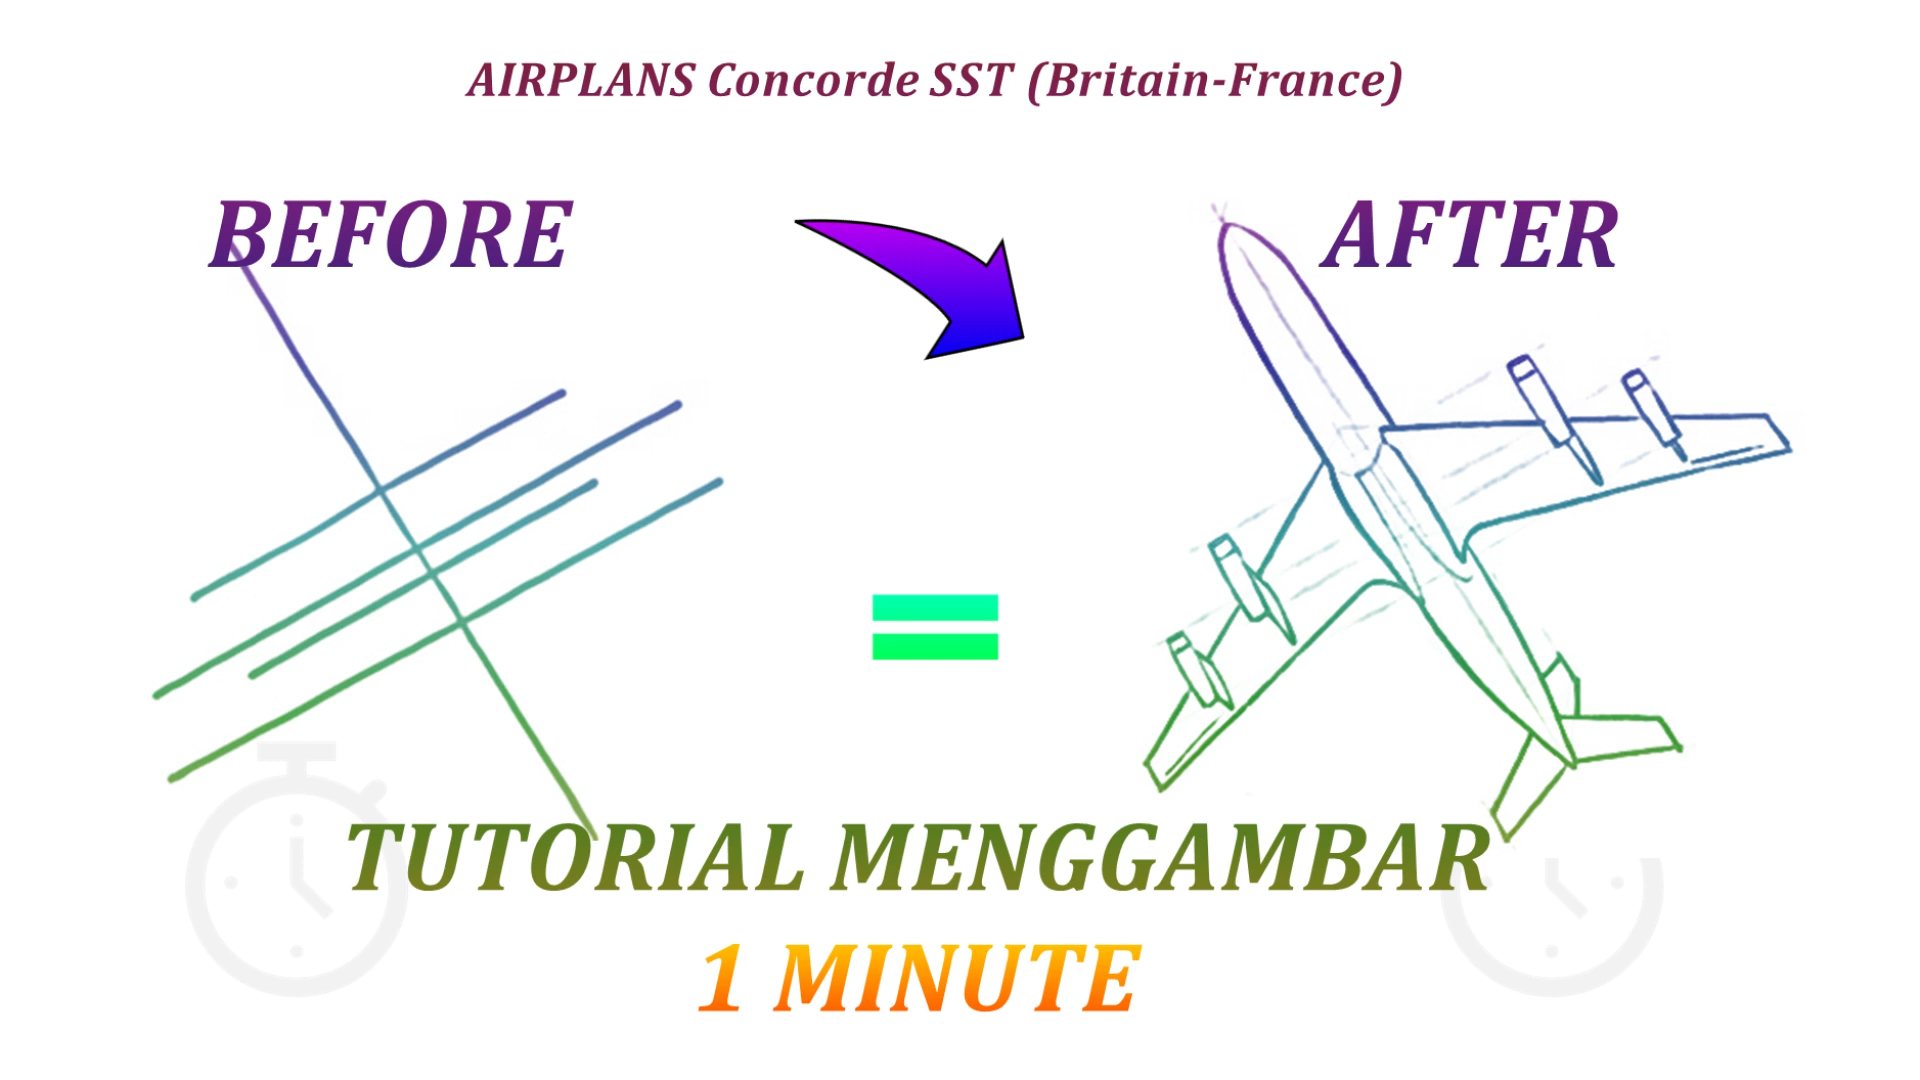 AIRPLANS Concorde SST (Britain-France)
BEFORE
AFTER
TUTORIAL MENGGAMBAR
1 MINUTE